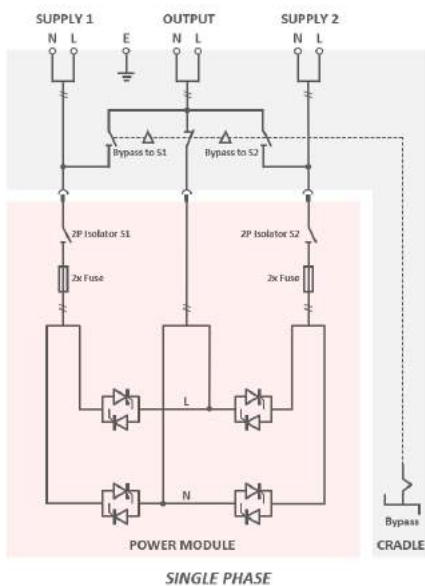 SUPPLY 1 OUTPUT SUPPLY 2
N L E N L N L
Bypass to S1 Bypass to S2
2P Isolator S1 2P Isolator S2
2x Fuse 2x Fuse
L
N
Bypass
POWER MODULE CRADLE
SINGLE PHASE